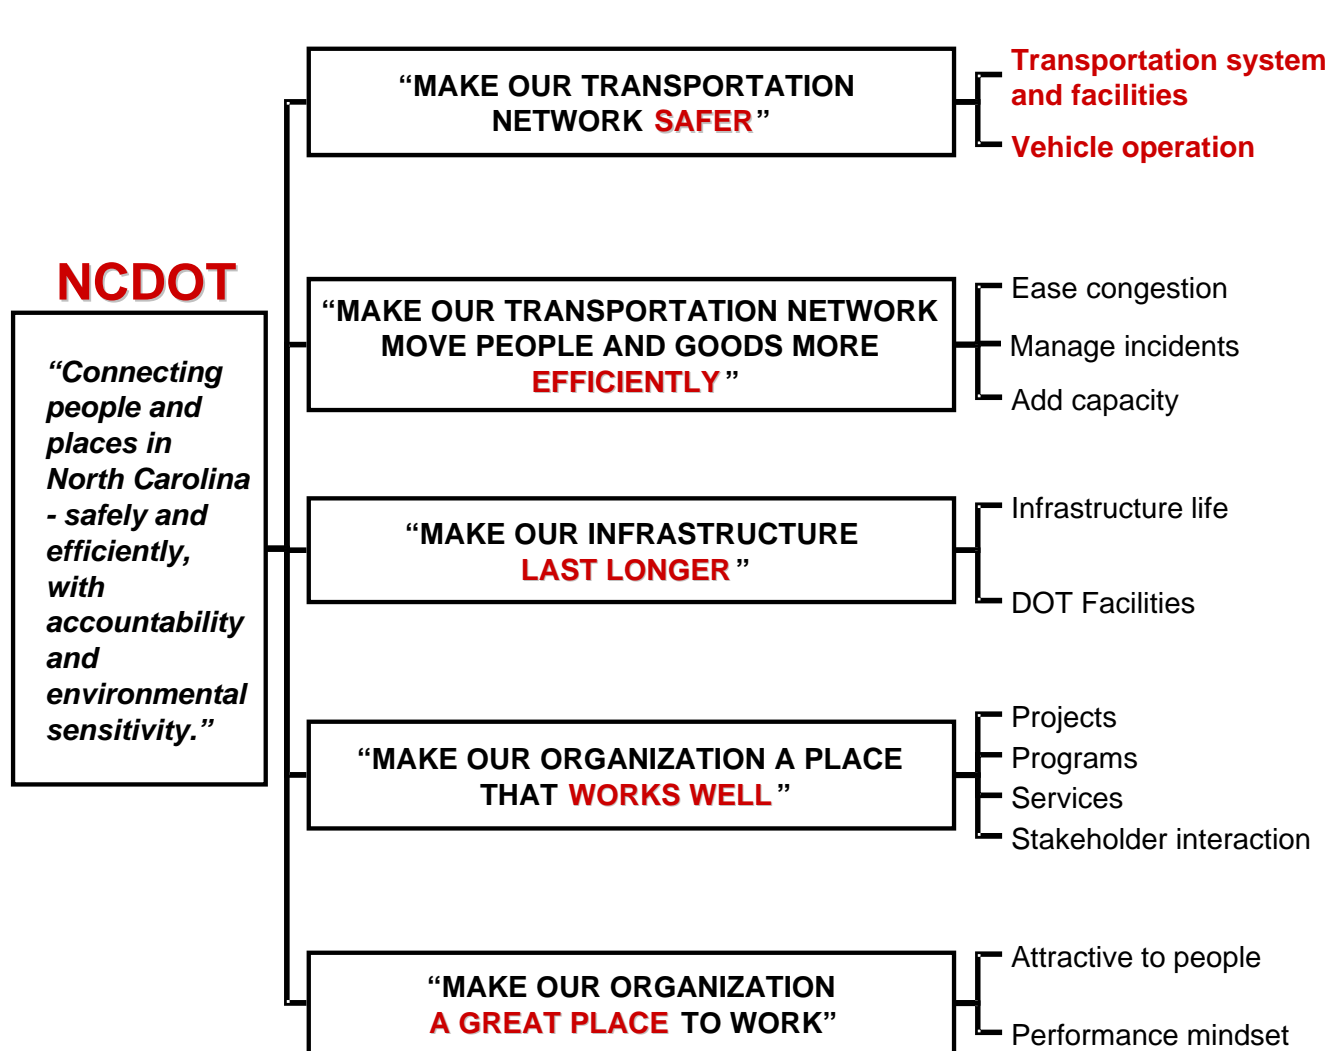 NCDOT
“Connecting
people and
places in
North Carolina
- safely and
efficiently,
with
accountability
and
environmental
sensitivity.”
“MAKE OUR TRANSPORTATION
NETWORK SAFER”
Transportation system
and facilities
Vehicle operation
“MAKE OUR TRANSPORTATION NETWORK
MOVE PEOPLE AND GOODS MORE
EFFICIENTLY”
Ease congestion
Manage incidents
Add capacity
“MAKE OUR INFRASTRUCTURE
LAST LONGER”
Infrastructure life
DOT Facilities
“MAKE OUR ORGANIZATION A PLACE
THAT WORKS WELL”
Projects
Programs
Services
Stakeholder interaction
“MAKE OUR ORGANIZATION
A GREAT PLACE TO WORK”
Attractive to people
Performance mindset